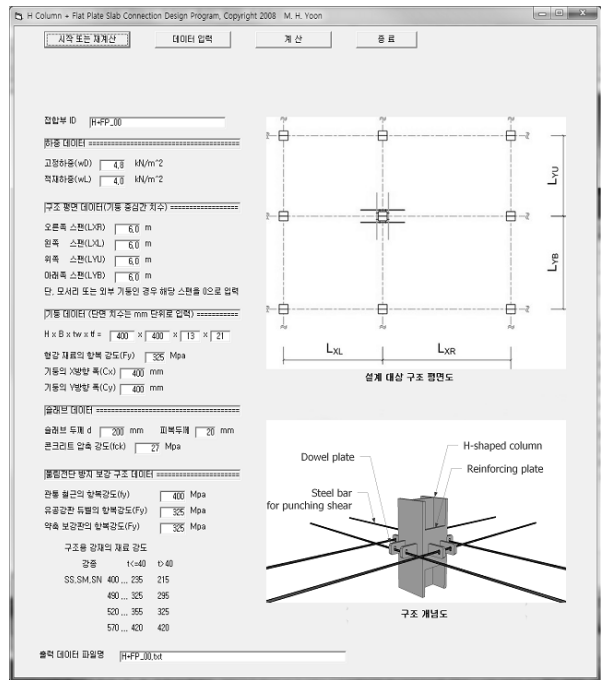 H Column + Flat Plate Slab Connection Design Program, Copyright 2008   M. H. Yoon
시작 또는 재계산
데이터 입력
계 산
종 료
접합부 ID H+FP_00
하중 데이터 ==================================
고정하중(wD) 4,0 kN/m^2
적재하중(wL) 4,0 kN/m^2
구조 평면 데이터(기둥 중심간 치수) =================
오른쪽 스팬(LXR) 6,0 m
왼쪽 스팬(LXL) 6,0 m
위쪽 스팬(LYU) 6,0 m
아래쪽 스팬(LYB) 6,0 m
단, 모서리 또는 외부 기둥인 경우 해당 스팬을 0으로 입력
기둥 데이터 (단면 치수는 mm 단위로 입력) ==========
H x B x tw x tf = 400 x 400 x 13 x 21
형강 재료의 항복 강도(Fy) 325 Mpa
기둥의 X방향 폭(Cx) 400 mm
기둥의 Y방향 폭(Cy) 400 mm
슬래브 데이터 ==================================
슬래브 두께 d 200 mm 피복두께 20 mm
콘크리트 압축 강도(fck) 27 Mpa
뚫림전단 방지 보강 구조 데이터 ====================
관통 철근의 항복강도(fy) 400 Mpa
유공강판 듀벨의 항복강도(Fy) 325 Mpa
약축 보강판의 항복강도(Fy) 325 Mpa
구조용 강재의 재료 강도
강종 t<=40 t>40
SS,SM,SN 400 ... 235 215
490 ... 325 295
520 ... 355 325
570 ... 420 420
출력 데이터 파일명 H+FP_00,txt
LYU
LYB
LXL
LXR
설계 대상 구조 평면도
H-shaped column
Dowel plate
Reinforcing plate
Steel bar
for punching shear
구조 개념도